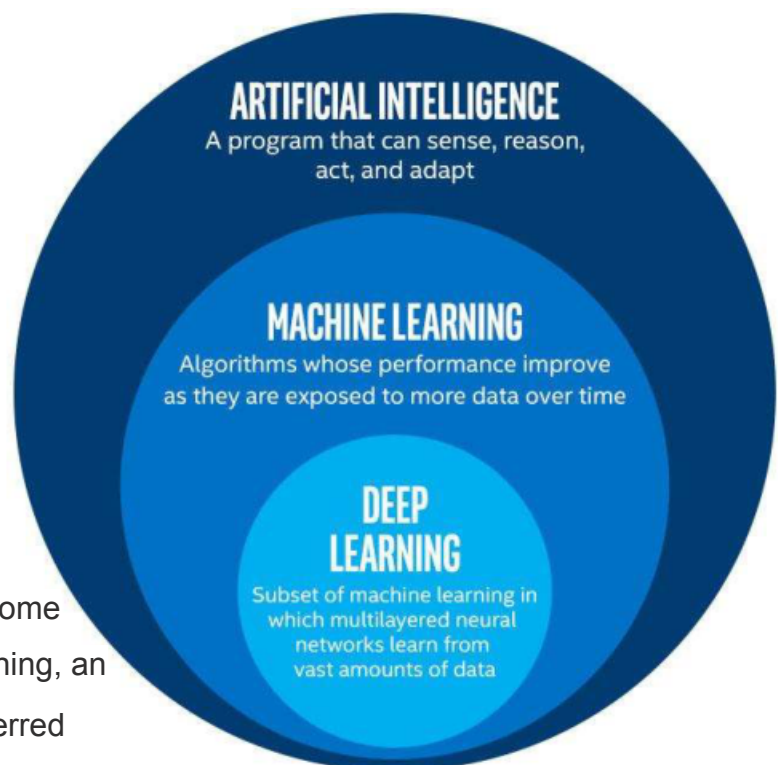 ARTIFICIAL INTELLIGENCE
A program that can sense, reason,
act, and adapt
MACHINE LEARNING
Algorithms whose performance improve
as they are exposed to more data over time
DEEP
LEARNING
Subset of machine learning in
which multilayered neural
networks learn from
vast amounts of data